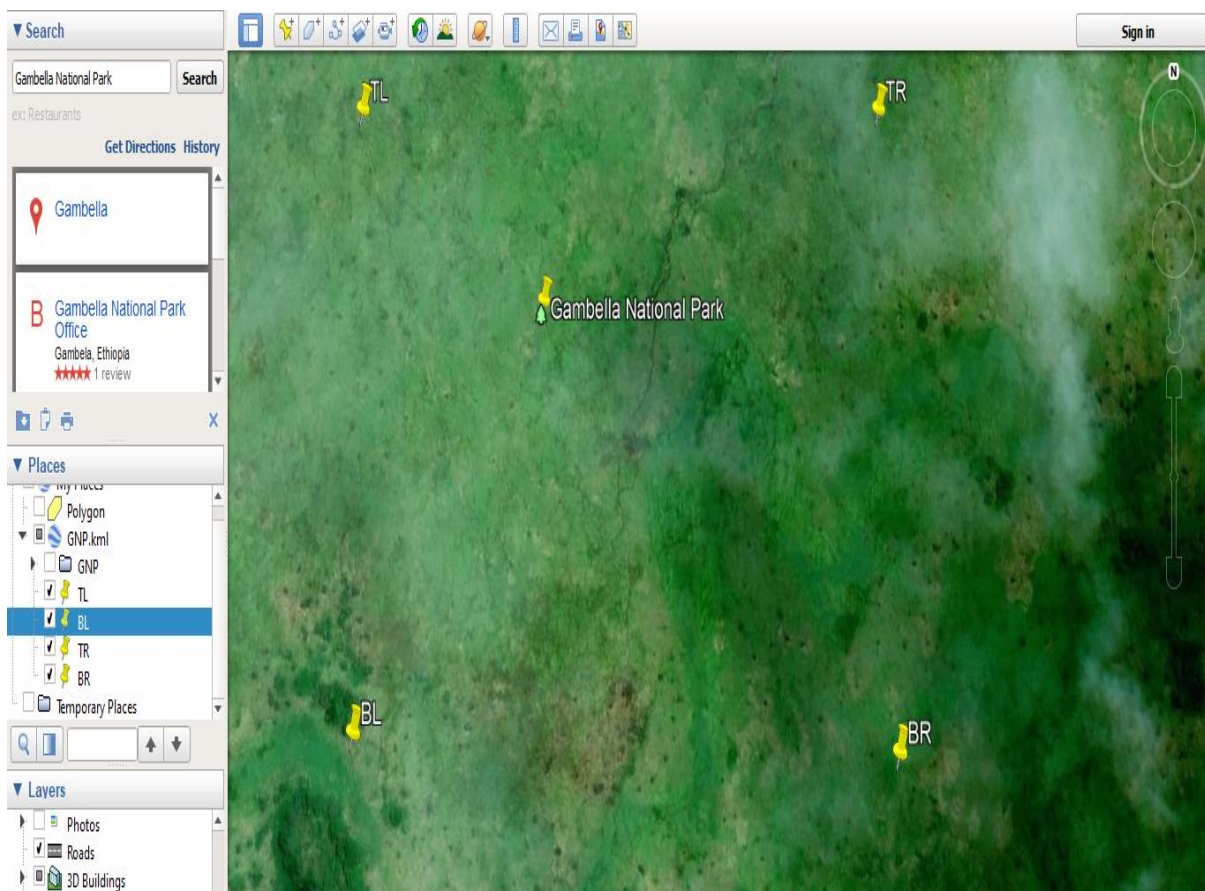 Search
Sign in
Gambella National Park
Search
ex: Restaurants
Get Directions History
Gambella
B
Gambella National Park
Office
Gambela, Ethiopia
1 review
Places
My Places
Polygon
GNP.kml
GNP
TL
BL
TR
BR
Temporary Places
Layers
Photos
Roads
3D Buildings
TL
TR
N
Gambella National Park
BL
BR